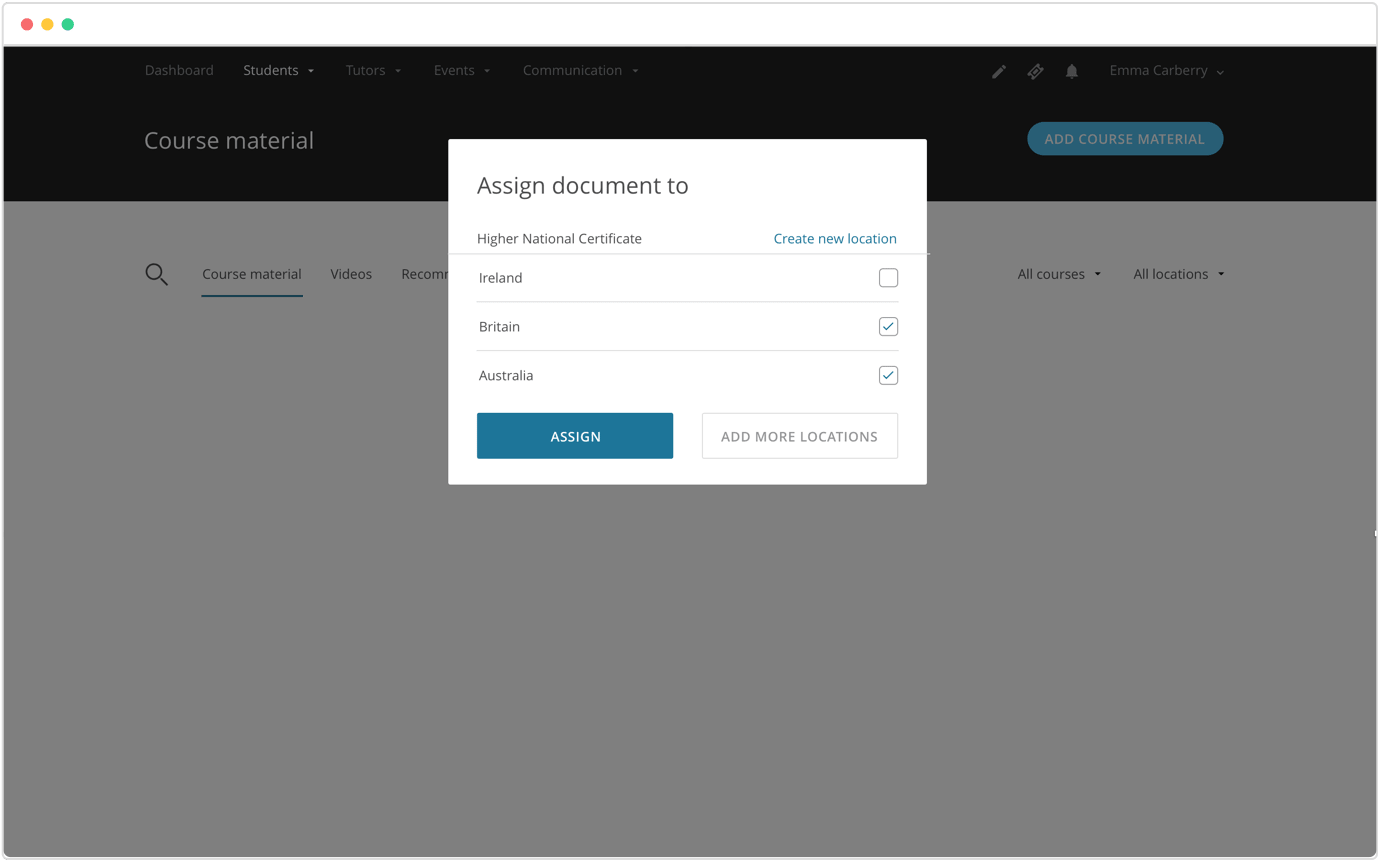 Dashboard Students Tutors Events Communication Emma Carberry
Course material
ADD COURSE MATERIAL
Assign document to
Higher National Certificate Create new location
Course material Videos Recomm
All courses All locations
Ireland
Britain
Australia
ASSIGN ADD MORE LOCATIONS